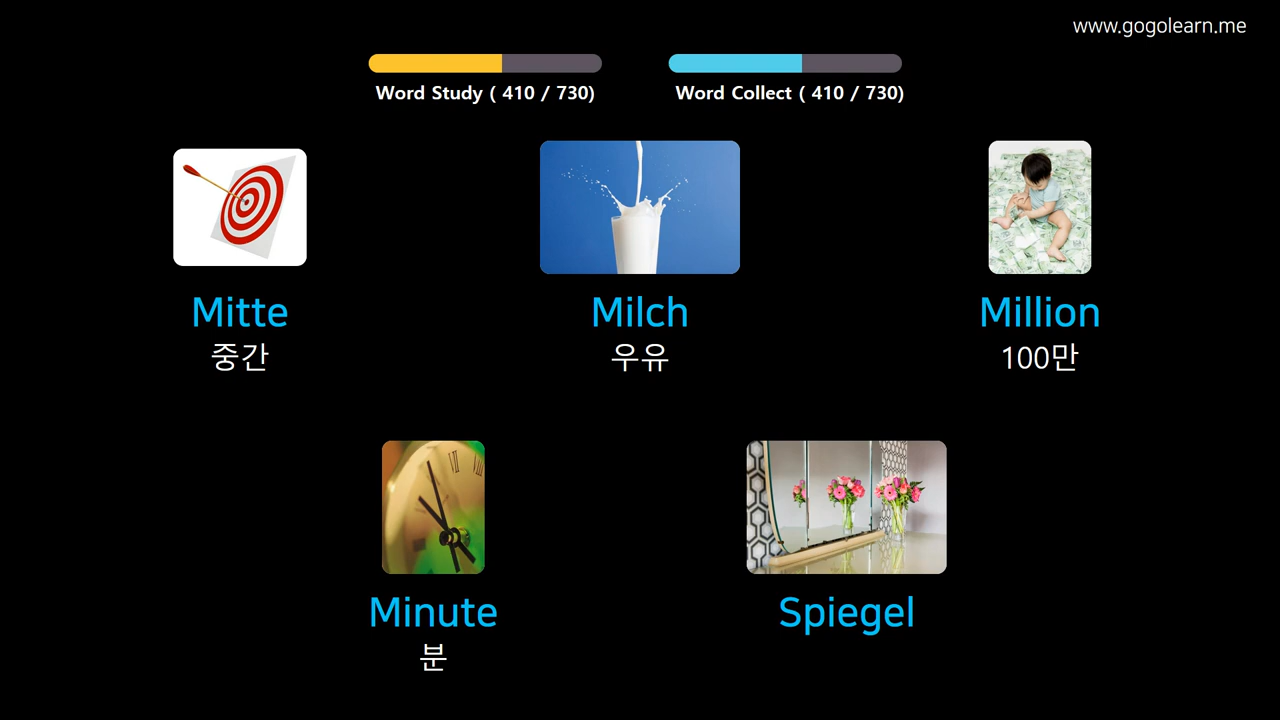 www.gogolearn.me
Word Study ( 410 / 730)
Word Collect ( 410 / 730)
Mitte
중간
Milch
우유
Million
100만
Minute
분
Spiegel